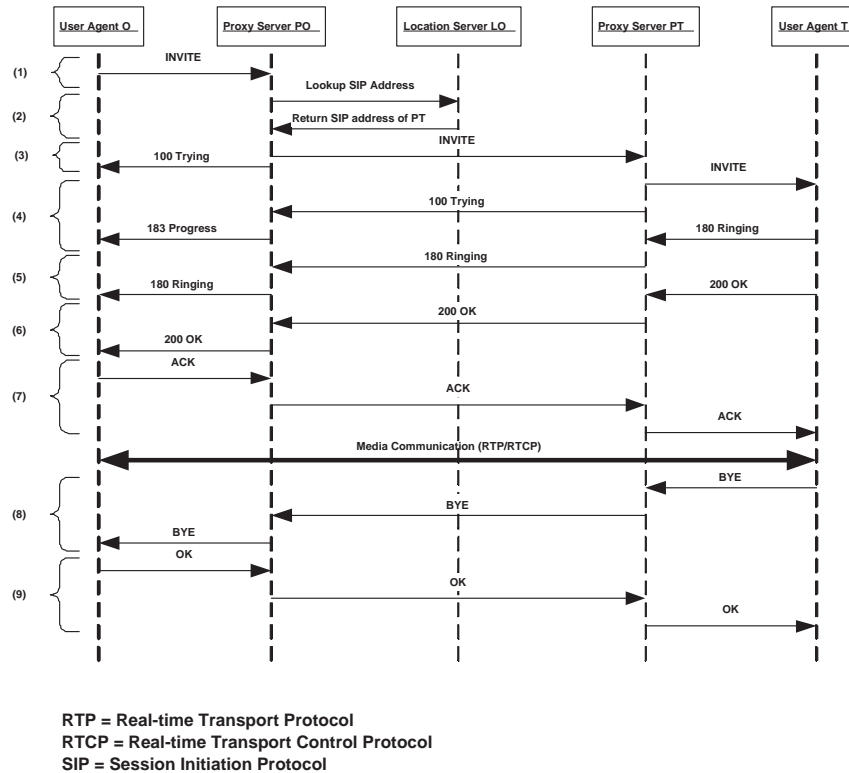 User Agent O
Proxy Server PO
Location Server LO
Proxy Server PT
User Agent T
INVITE
(1)
Lookup SIP Address
(2)
Return SIP address of PT
INVITE
(3)
100 Trying
INVITE
100 Trying
(4)
183 Progress
180 Ringing
180 Ringing
(5)
180 Ringing
200 OK
200 OK
(6)
200 OK
ACK
(7)
ACK
ACK
Media Communication (RTP/RTCP)
BYE
(8)
BYE
BYE
OK
(9)
OK
OK
RTP = Real-time Transport Protocol
RTCP = Real-time Transport Control Protocol
SIP = Session Initiation Protocol